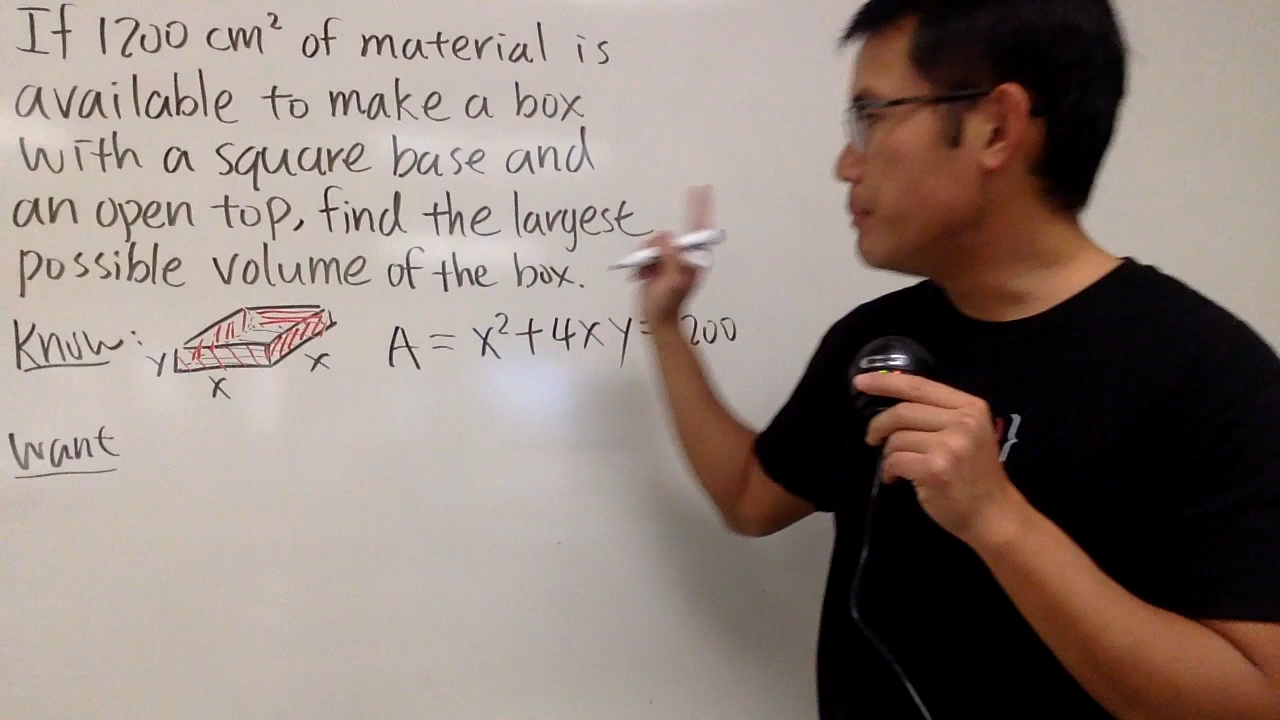 If 1200 cm² of material is
available to make a box
with a square base and
an open top, find the largest
possible volume of the box.
Know:
y
x
x
A = x² + 4xy = 200
Want